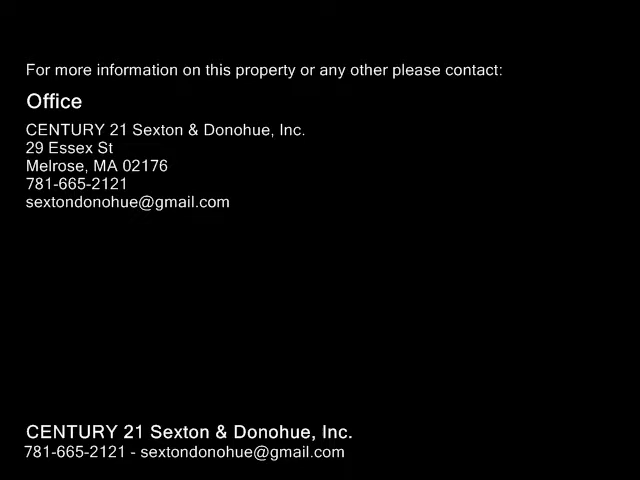 For more information on this property or any other please contact:
Office
CENTURY 21 Sexton & Donohue, Inc.
29 Essex St
Melrose, MA 02176
781-665-2121
sextondonohue@gmail.com
CENTURY 21 Sexton & Donohue, Inc.
781-665-2121 - sextondonohue@gmail.com